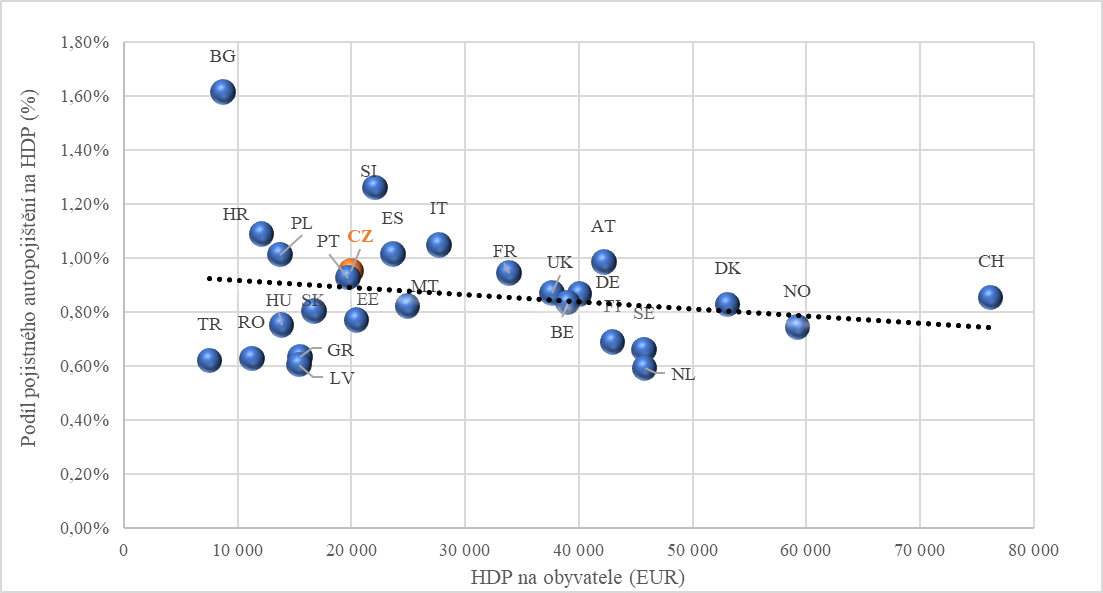 1,80%
BG
1,60%
1,40%
SI
1,20%
IT
HR
ES
PL
AT
CZ
PT
FR
CH
1,00%
UK
DK
DE
MT
NO
0,80%
HU
SK
EE
FI
SE
TR
RO
BE
GR
0,60%
LV
NL
0,40%
0,20%
0,00%
0
10 000
20 000
30 000
40 000
50 000
60 000
70 000
80 000
HDP na obyvatele (EUR)
Podíl pojistného autopojištění na HDP (%)